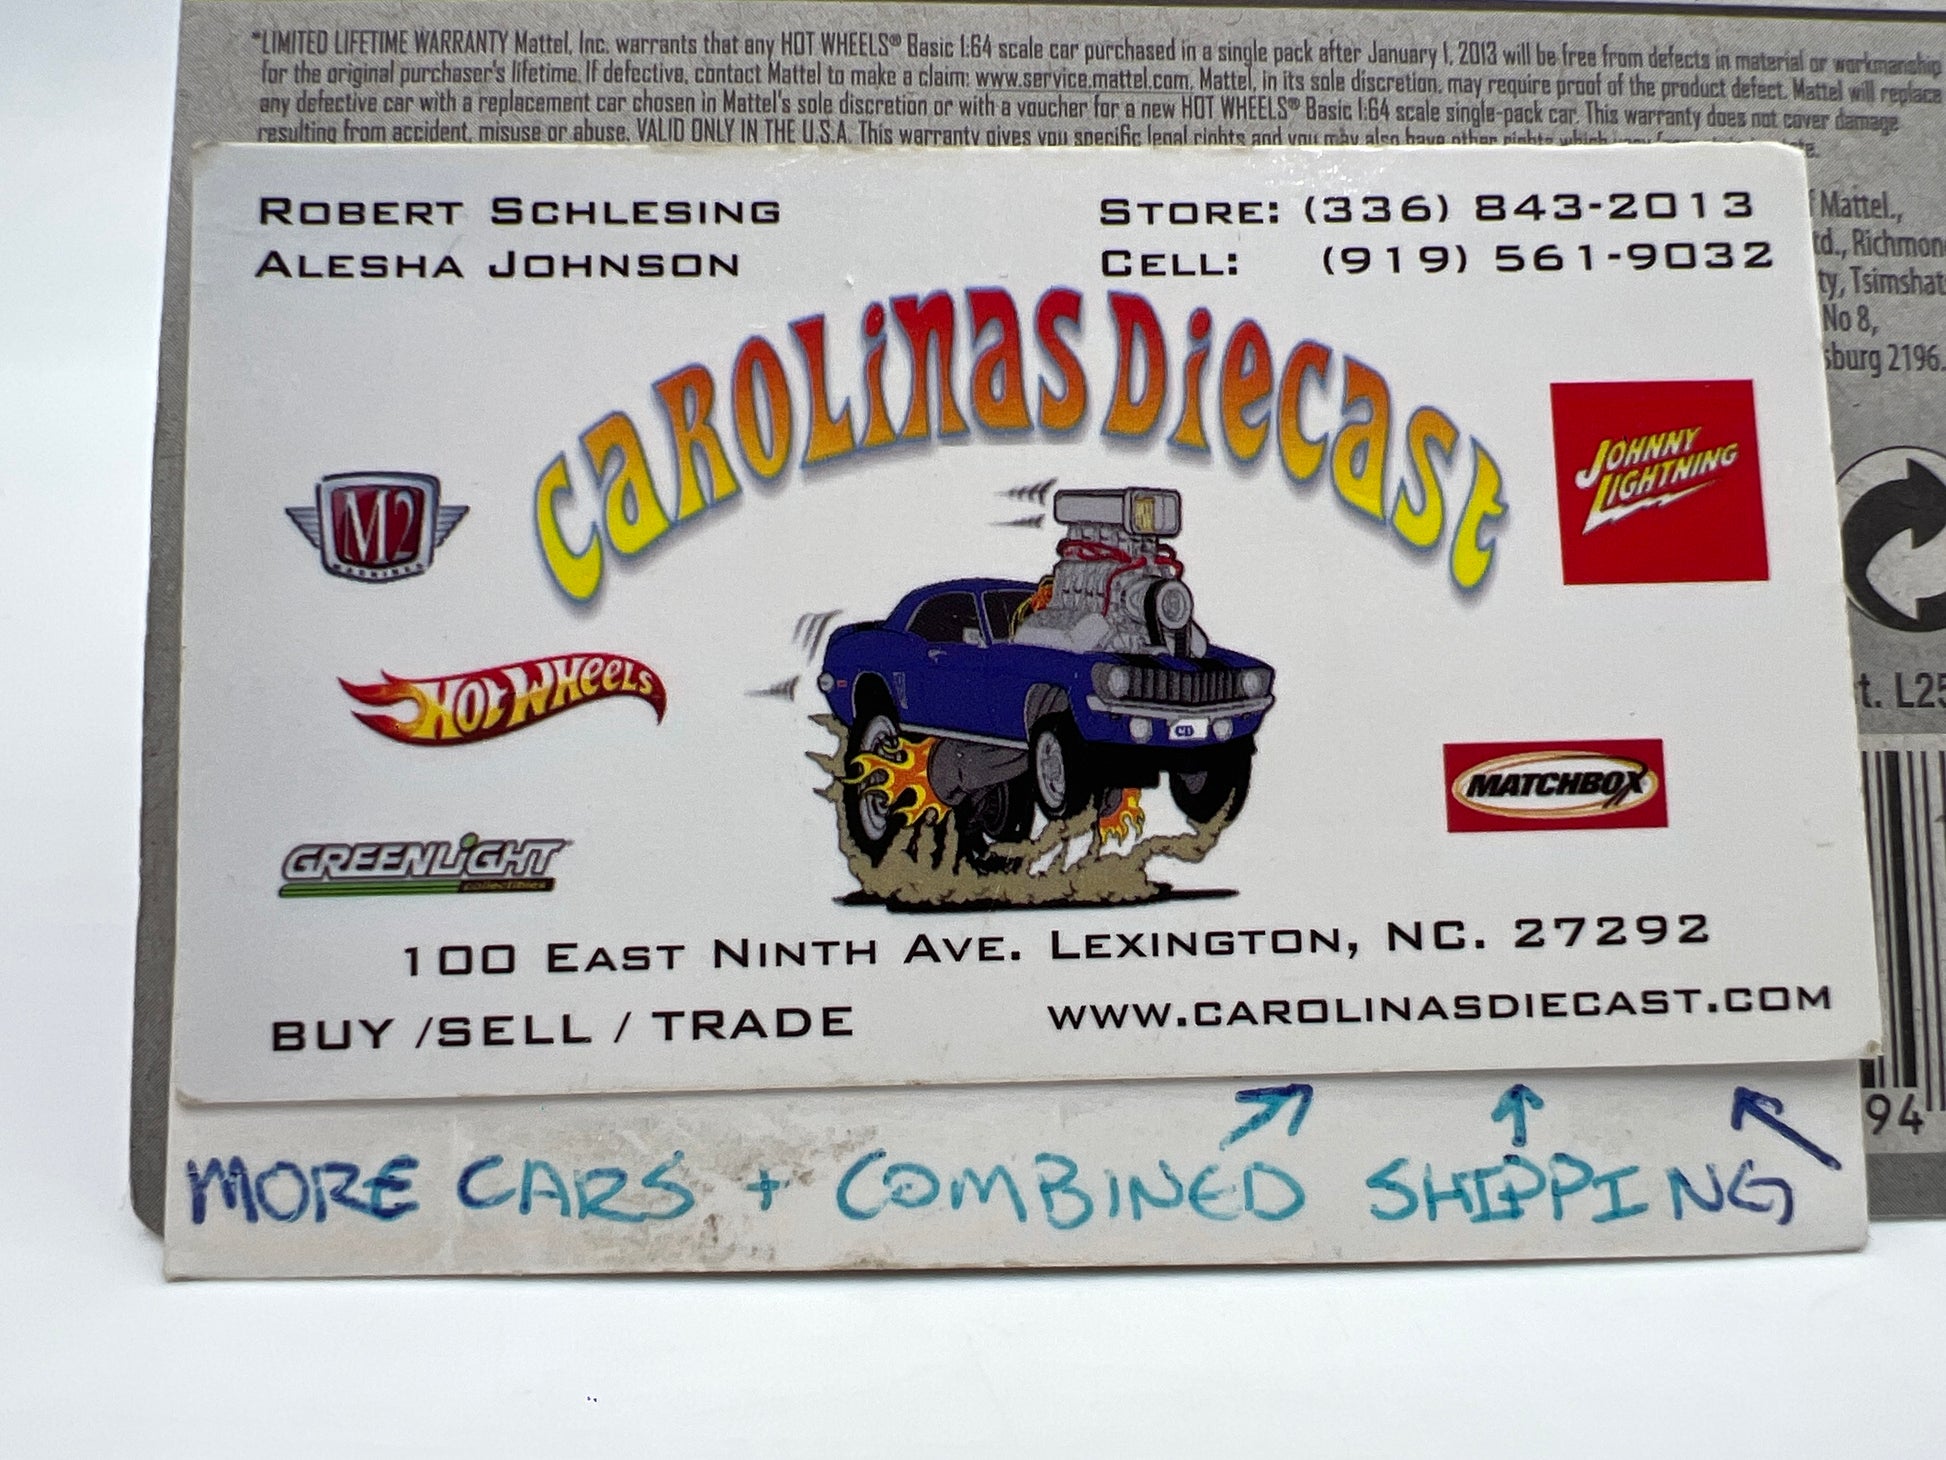 *LIMITED LIFETIME WARRANTY Mattel, Inc. warrants that any HOT WHEELS® Basic 1:64 scale car purchased in a single pack after January 1, 2013 will be free from defects in material or workmanship
for the original purchaser's lifetime. If defective, contact Mattel to make a claim: www.service.mattel.com. Mattel, in its sole discretion, may require proof of the product defect. Mattel will replace
any defective car with a replacement car chosen in Mattel's sole discretion or with a voucher for a new HOT WHEELS® Basic 1:64 scale single-pack car. This warranty does not cover damage
resulting from accident, misuse or abuse. VALID ONLY IN THE U.S.A. This warranty gives you specific legal rights and you may also have other rights which
Mattel.,
Richmon
Tsimshat
No 8,
sburg 2196.
t. L25
94
ROBERT SCHLESING
STORE: (336) 843-2013
ALESHA JOHNSON
CELL: (919) 561-9032
CAROLINAS DIECAST
M2
MACHINES
JOHNNY
LIGHTNING
HOT WHEELS
CD
MATCHBOX
GREENLIGHT
collectibles
100 EAST NINTH AVE. LEXINGTON, NC. 27292
BUY /SELL / TRADE
WWW.CAROLINASDIECAST.COM
MORE CARS + COMBINED SHIPPING